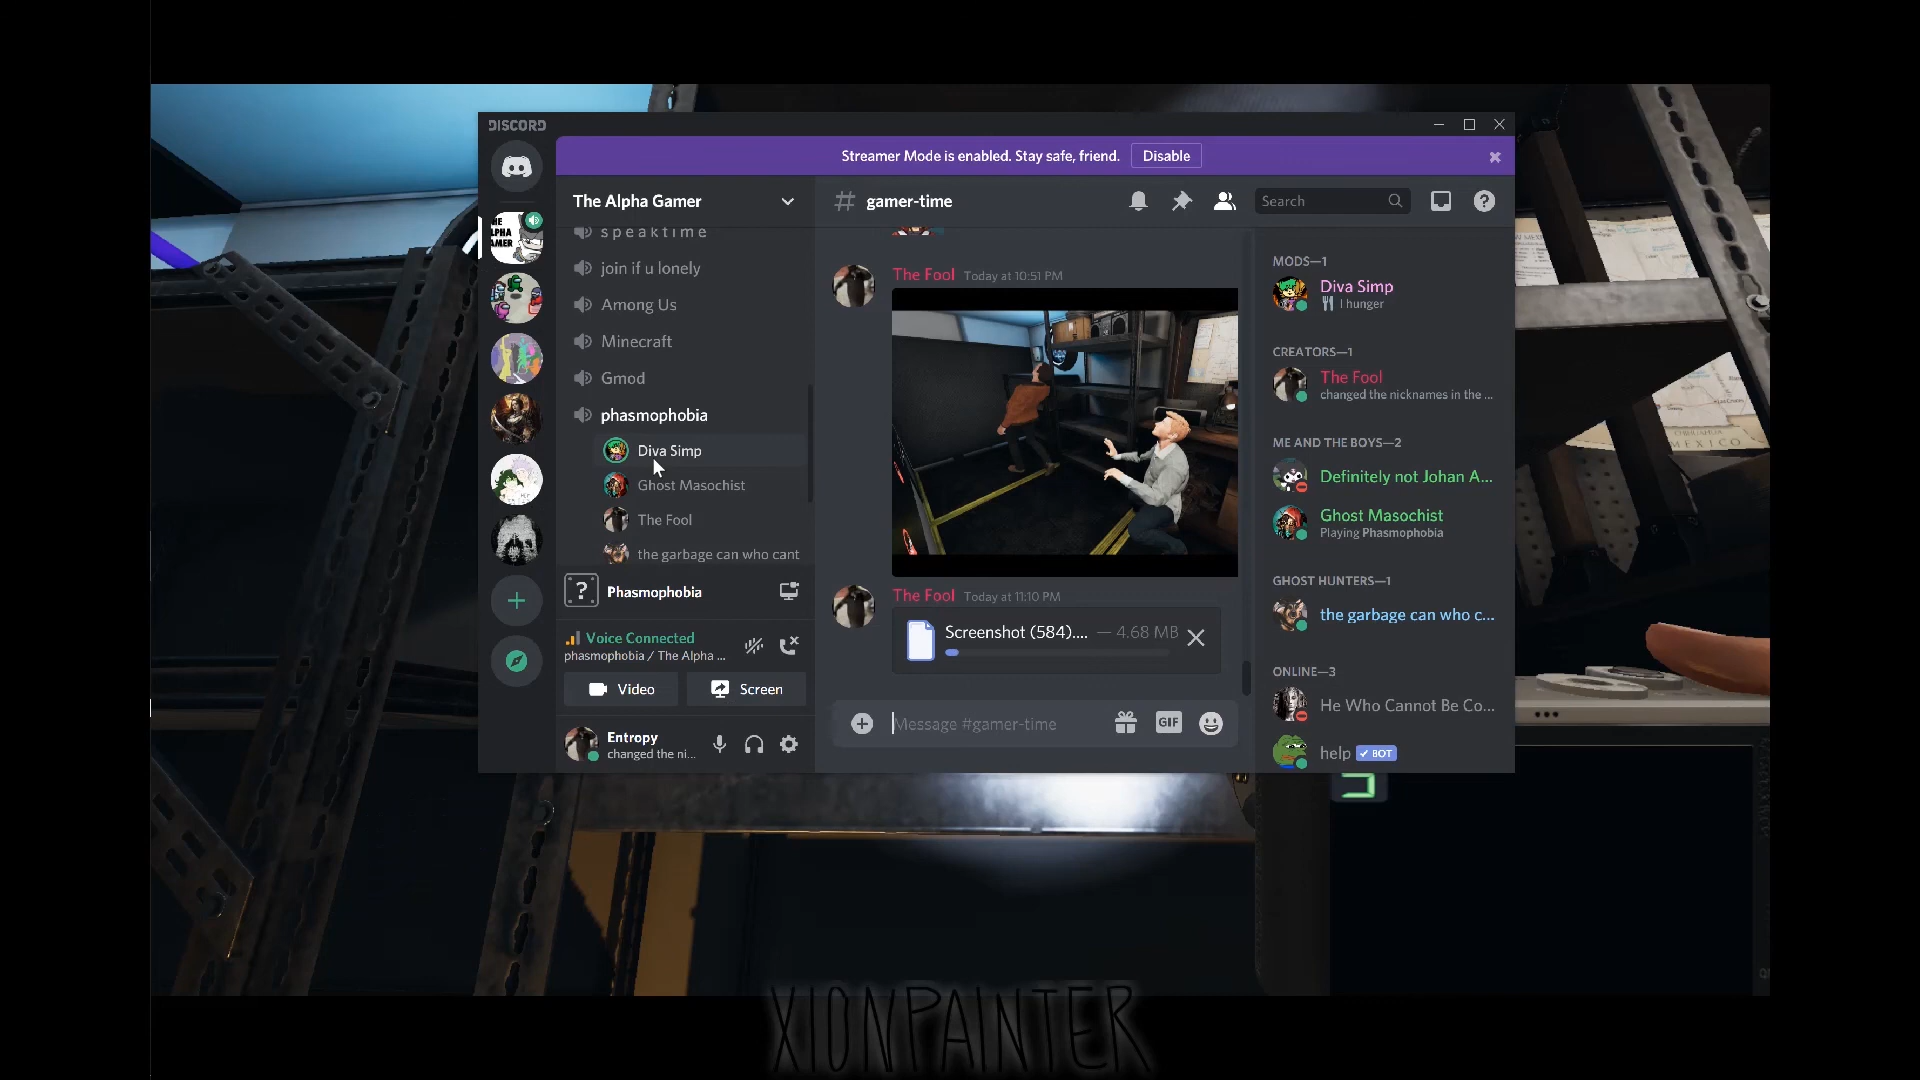 DISCORD
Streamer Mode is enabled. Stay safe, friend.
Disable
THE ALPHA GAMER
The Alpha Gamer
s p e a k t i m e
join if u lonely
Among Us
Minecraft
Gmod
phasmophobia
Diva Simp
Ghost Masochist
The Fool
the garbage can who cant
Phasmophobia
Voice Connected
phasmophobia / The Alpha ...
Video
Screen
Entropy
changed the ni...
# gamer-time
Search
The Fool Today at 10:51 PM
The Fool Today at 11:10 PM
Screenshot (584).... — 4.68 MB
Message #gamer-time
GIF
MODS—1
Diva Simp
I hunger
CREATORS—1
The Fool
changed the nicknames in the ...
ME AND THE BOYS—2
Definitely not Johan A...
Ghost Masochist
Playing Phasmophobia
GHOST HUNTERS—1
the garbage can who c...
ONLINE—3
He Who Cannot Be Co...
help BOT
MEXICO
XIONPAINTER